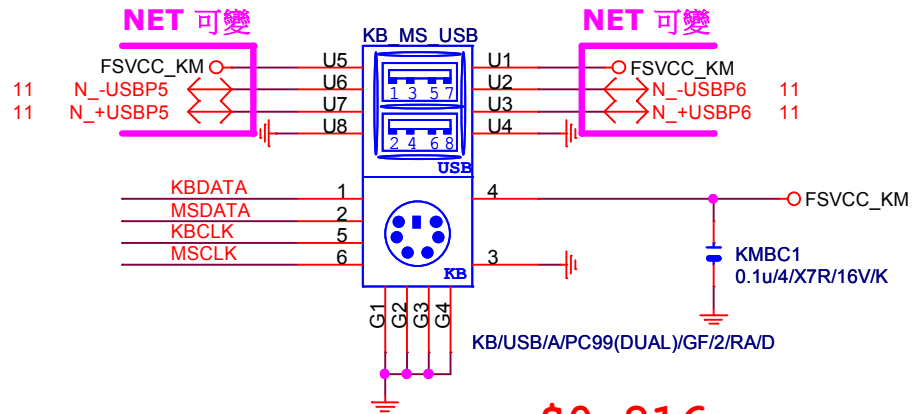 NET 可變
KB_MS_USB
NET 可變
FSVCC_KM
U5
U1
FSVCC_KM
11
N_-USBP5
U6
1 3 5 7
U2
N_-USBP6
11
11
N_+USBP5
U7
U3
N_+USBP6
11
U8
2 4 6 8
U4
USB
KBDATA
1
4
FSVCC_KM
MSDATA
2
KBCLK
5
MSCLK
6
3
KB
KMBC1
0.1u/4/X7R/16V/K
G1
G2
G3
G4
KB/USB/A/PC99(DUAL)/GF/2/RA/D